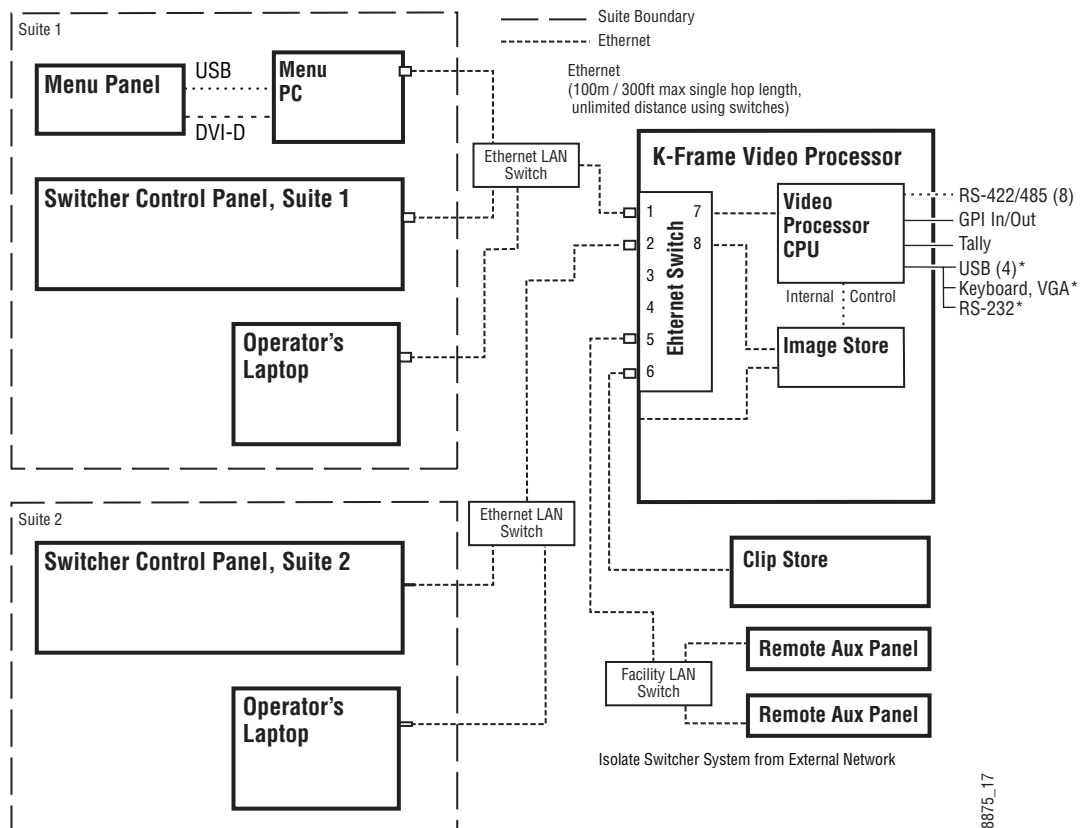 Suite 1
Suite Boundary
Ethernet
Ethernet
(100m / 300ft max single hop length,
unlimited distance using switches)
Menu Panel
USB
DVI-D
Menu
PC
Ethernet LAN
Switch
Switcher Control Panel, Suite 1
Operator's
Laptop
K-Frame Video Processor
1
2
3
4
5
6
7
8
Ehternet Switch
Video
Processor
CPU
Internal
Control
Image Store
RS-422/485 (8)
GPI In/Out
Tally
USB (4)*
Keyboard, VGA*
RS-232*
Suite 2
Ethernet LAN
Switch
Switcher Control Panel, Suite 2
Operator's
Laptop
Clip Store
Remote Aux Panel
Facility LAN
Switch
Remote Aux Panel
Isolate Switcher System from External Network
8875_17